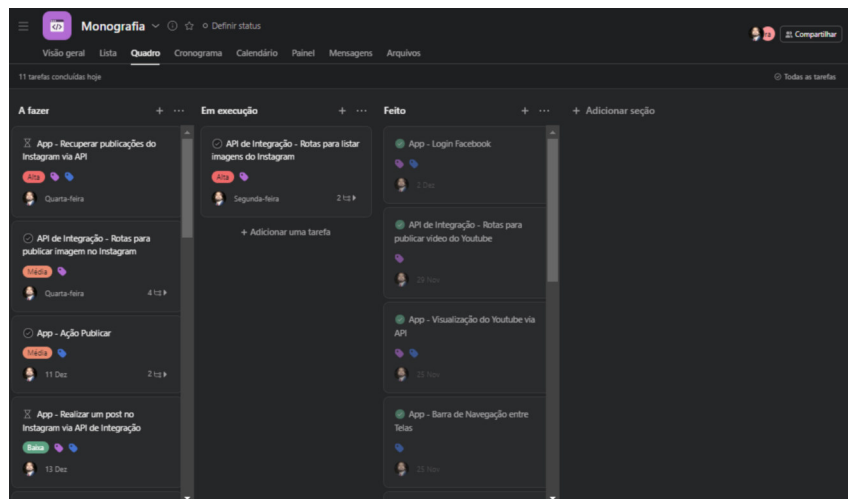 Monografia
Definir status
Compartilhar
Visão geral Lista Quadro Cronograma Calendário Painel Mensagens Arquivos
11 tarefas concluídas hoje
Todas as tarefas
A fazer
App - Recuperar publicações do
Instagram via API
Alta
Quarta-feira
API de Integração - Rotas para
publicar imagem no Instagram
Média
Quarta-feira
4
App - Ação Publicar
Média
11 Dez
2
App - Realizar um post no
Instagram via API de Integração
Baixa
13 Dez
Em execução
API de Integração - Rotas para listar
imagens do Instagram
Alta
Segunda-feira
2
+ Adicionar uma tarefa
Feito
App - Login Facebook
2 Dez
API de Integração - Rotas para
publicar vídeo do Youtube
29 Nov
App - Visualização do Youtube via
API
25 Nov
App - Barra de Navegação entre
Telas
25 Nov
+ Adicionar seção